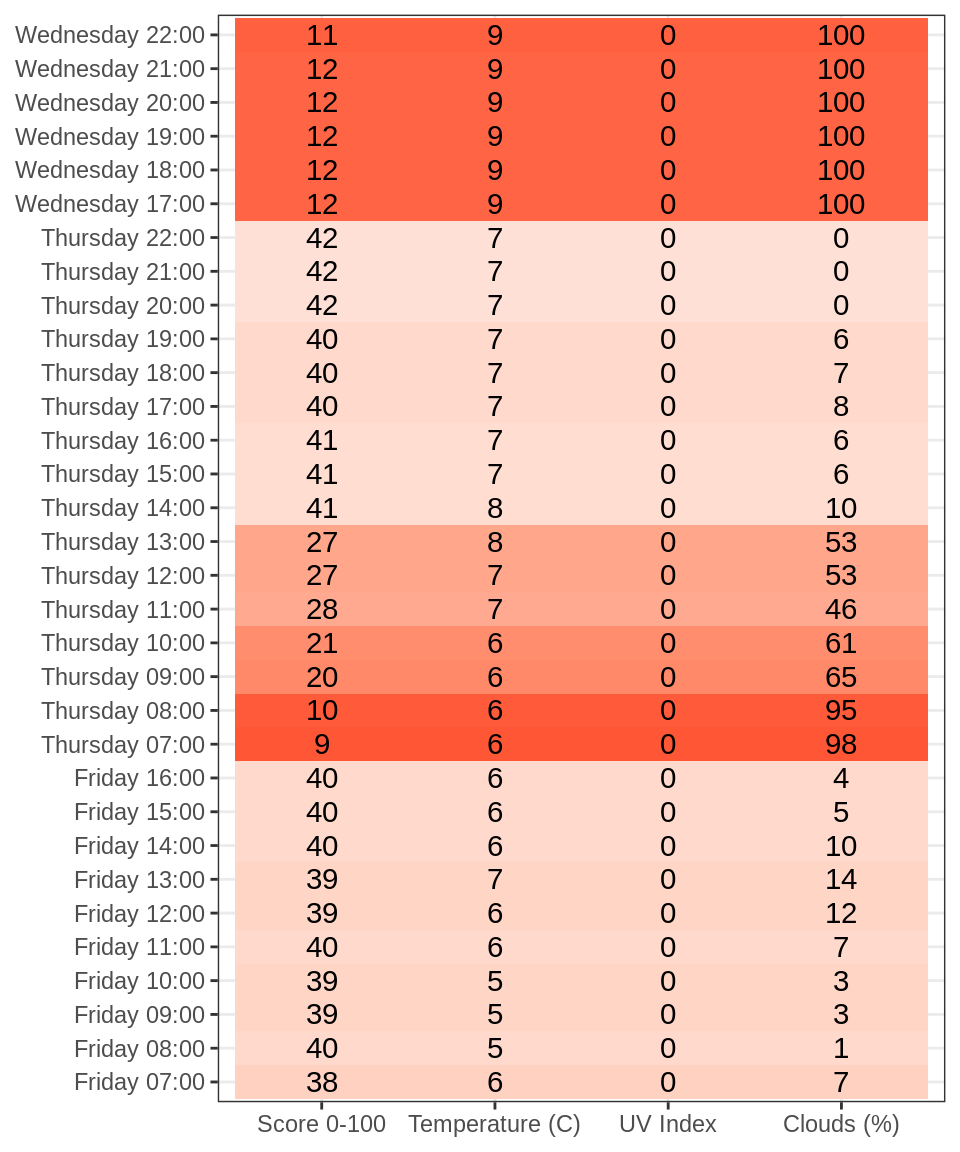 Wednesday 22:00 11 9 0 100
Wednesday 21:00 12 9 0 100
Wednesday 20:00 12 9 0 100
Wednesday 19:00 12 9 0 100
Wednesday 18:00 12 9 0 100
Wednesday 17:00 12 9 0 100
Thursday 22:00 42 7 0 0
Thursday 21:00 42 7 0 0
Thursday 20:00 42 7 0 0
Thursday 19:00 40 7 0 6
Thursday 18:00 40 7 0 7
Thursday 17:00 40 7 0 8
Thursday 16:00 41 7 0 6
Thursday 15:00 41 7 0 6
Thursday 14:00 41 8 0 10
Thursday 13:00 27 8 0 53
Thursday 12:00 27 7 0 53
Thursday 11:00 28 7 0 46
Thursday 10:00 21 6 0 61
Thursday 09:00 20 6 0 65
Thursday 08:00 10 6 0 95
Thursday 07:00 9 6 0 98
Friday 16:00 40 6 0 4
Friday 15:00 40 6 0 5
Friday 14:00 40 6 0 10
Friday 13:00 39 7 0 14
Friday 12:00 39 6 0 12
Friday 11:00 40 6 0 7
Friday 10:00 39 5 0 3
Friday 09:00 39 5 0 3
Friday 08:00 40 5 0 1
Friday 07:00 38 6 0 7
Score 0-100 Temperature (C) UV Index Clouds (%)